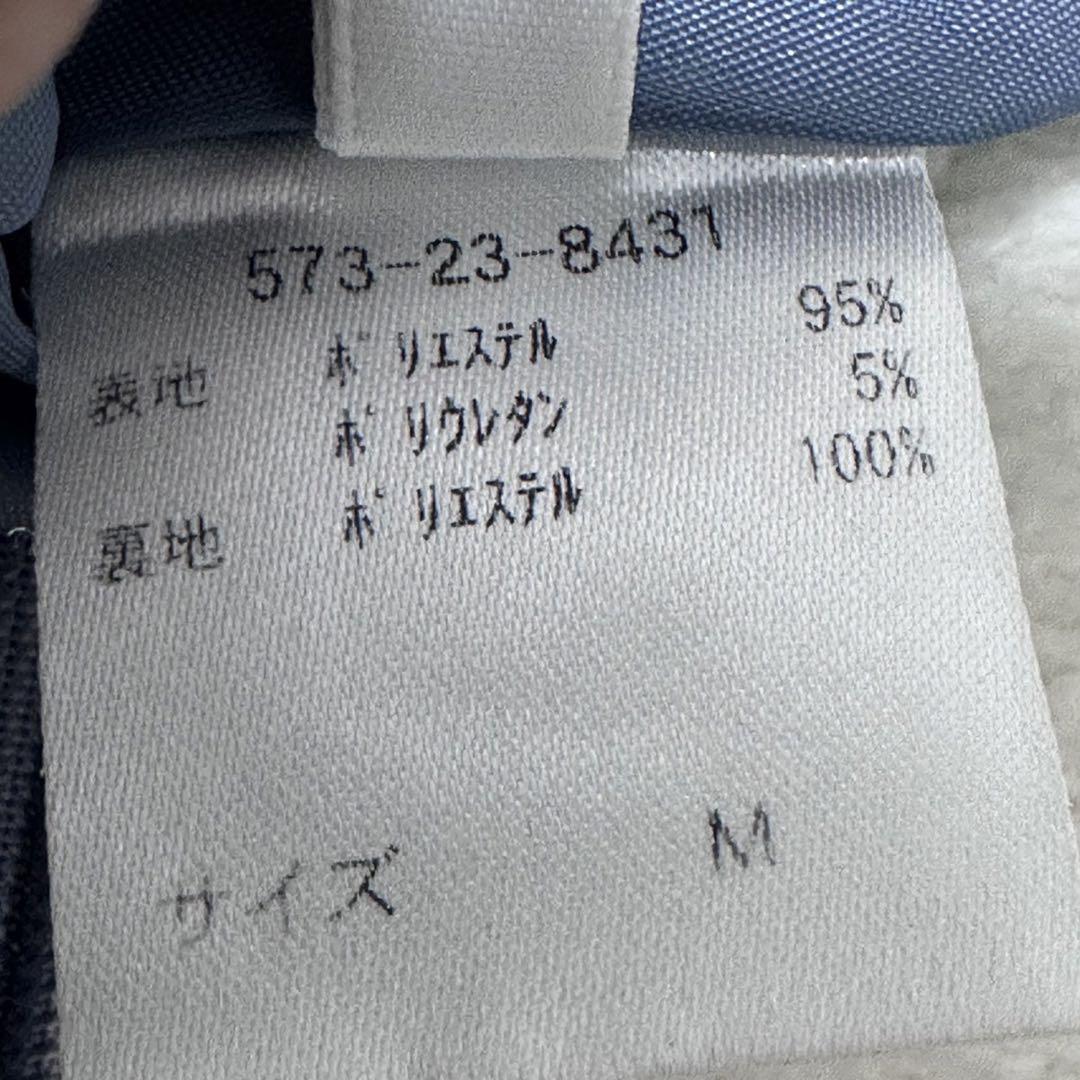 573-23-8431
表地 ポリエステル 95%
ポリウレタン 5%
裏地 ポリエステル 100%
サイズ M